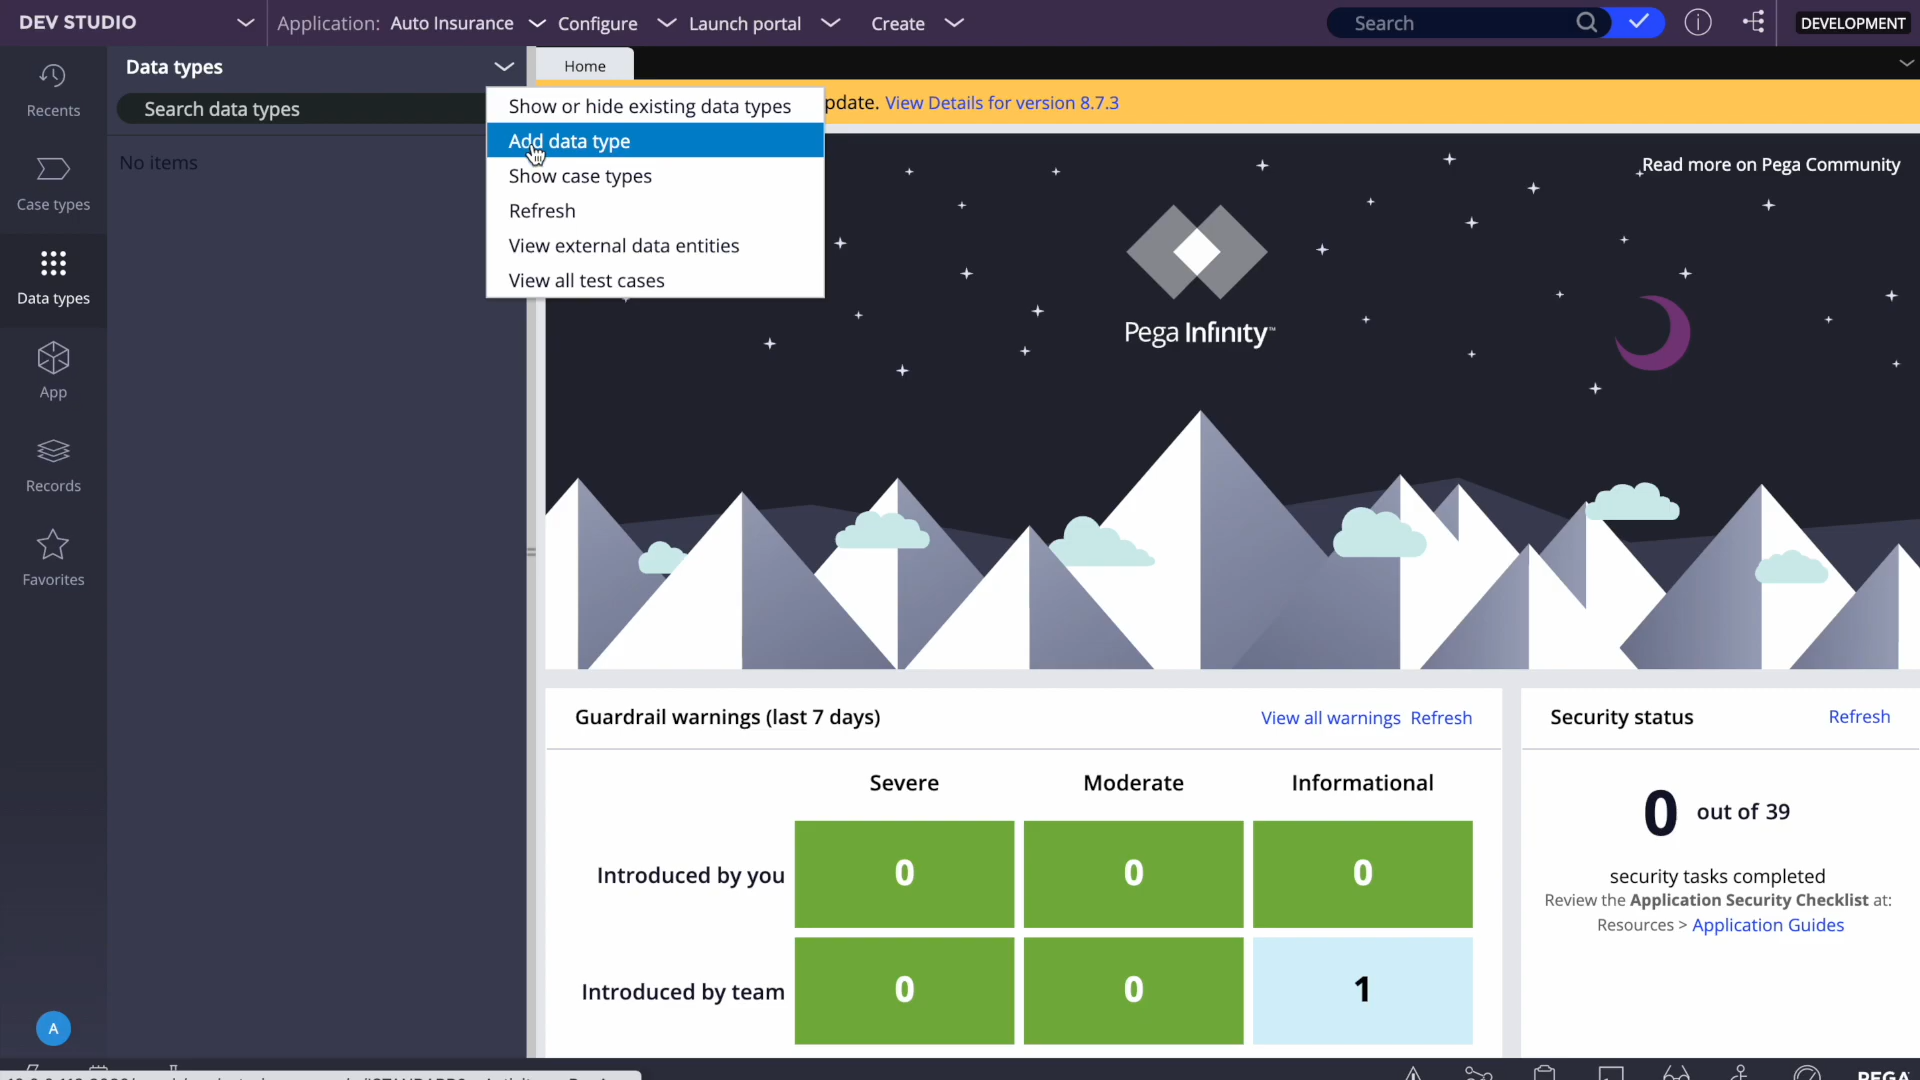 DEV STUDIO
Application: Auto Insurance
Configure
Launch portal
Create
Search
DEVELOPMENT
Recents
Case types
Data types
App
Records
Favorites
A
Data types
Search data types
No items
Show or hide existing data types
Add data type
Show case types
Refresh
View external data entities
View all test cases
Home
pdate. View Details for version 8.7.3
Read more on Pega Community
Pega Infinity™
Guardrail warnings (last 7 days)
View all warnings Refresh
Severe Moderate Informational
Introduced by you 0 0 0
Introduced by team 0 0 1
Security status Refresh
0 out of 39
security tasks completed
Review the Application Security Checklist at:
Resources > Application Guides
PEGA